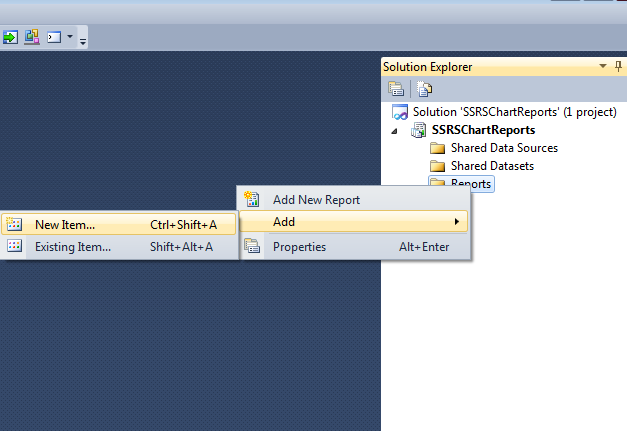 Solution Explorer
Solution 'SSRSChartReports' (1 project)
SSRSChartReports
Shared Data Sources
Shared Datasets
Reports
Add New Report
Add
Properties Alt+Enter
New Item... Ctrl+Shift+A
Existing Item... Shift+Alt+A